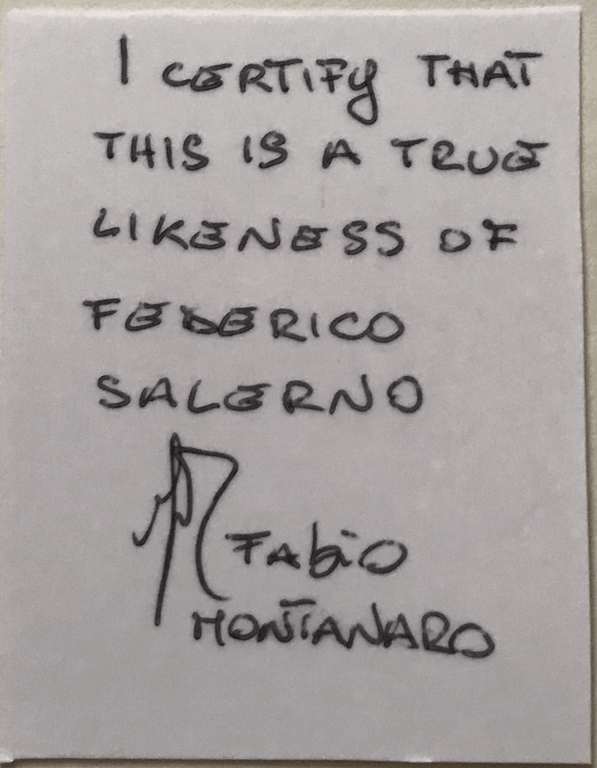 I CERTIFY THAT
THIS IS A TRUE
LIKENESS OF
FEDERICO
SALERNO
FAbiO
MONTANARO